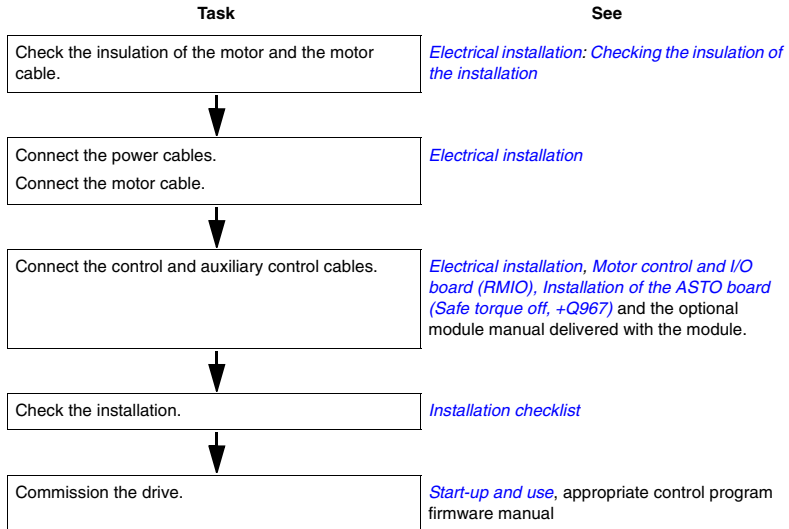 Task See
Check the insulation of the motor and the motor
cable.
Electrical installation: Checking the insulation of
the installation
Connect the power cables.
Connect the motor cable.
Electrical installation
Connect the control and auxiliary control cables.
Electrical installation, Motor control and I/O
board (RMIO), Installation of the ASTO board
(Safe torque off, +Q967) and the optional
module manual delivered with the module.
Check the installation.
Installation checklist
Commission the drive.
Start-up and use, appropriate control program
firmware manual